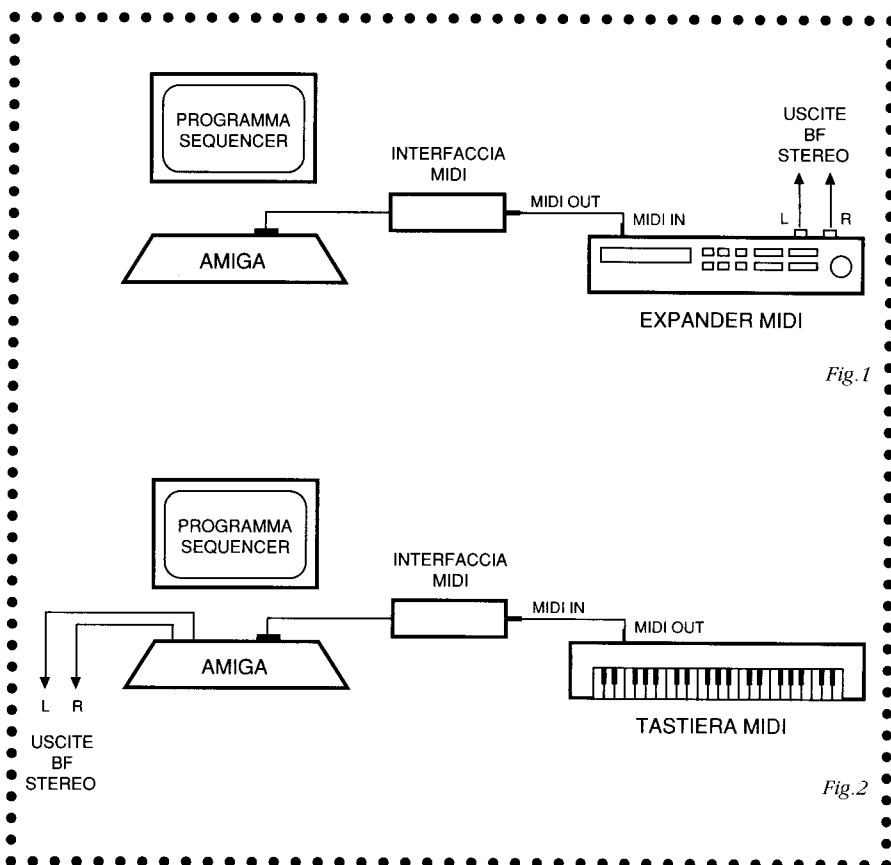 PROGRAMMA
SEQUENCER
INTERFACCIA
MIDI
USCITE
BF
STEREO
MIDI OUT
MIDI IN
L
R
AMIGA
EXPANDER MIDI
Fig.1
PROGRAMMA
SEQUENCER
INTERFACCIA
MIDI
MIDI IN
MIDI OUT
AMIGA
L
R
TASTIERA MIDI
USCITE
BF
STEREO
Fig.2